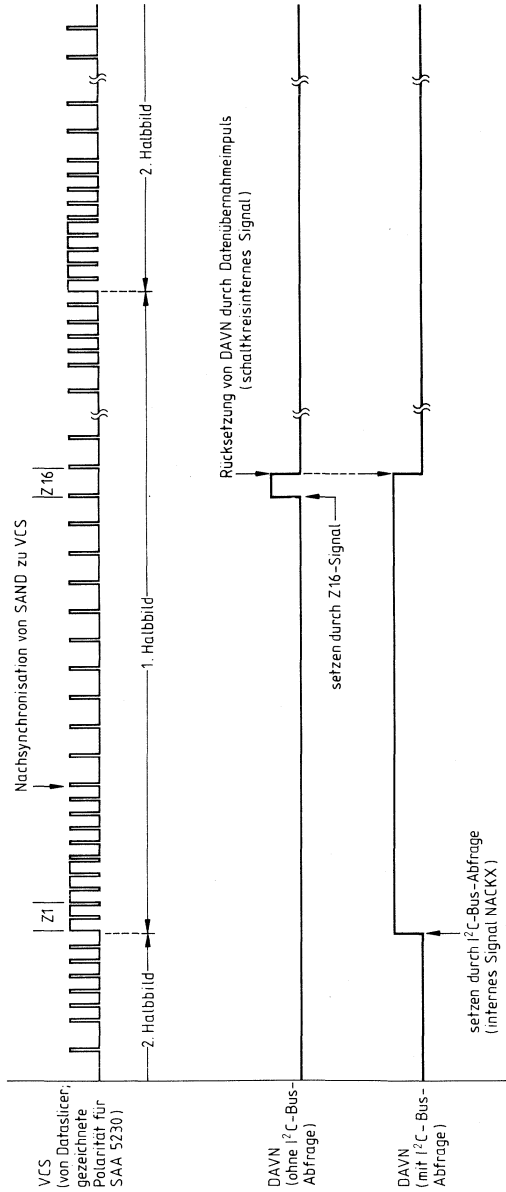 VCS
(von Dataslicer;
gezeichnete
Polarität für
SAA 5230)
Nachsynchronisation von SAND zu VCS
Z1
Z16
2. Halbbild
1. Halbbild
2. Halbbild
DAVN
(ohne I²C-Bus-
Abfrage)
setzen durch Z16-Signal
Rücksetzung von DAVN durch Datenübernahmeimpuls
(schaltkreisinternes Signal)
DAVN
(mit I²C-Bus-
Abfrage)
setzen durch I²C-Bus-Abfrage
(internes Signal NACKX)